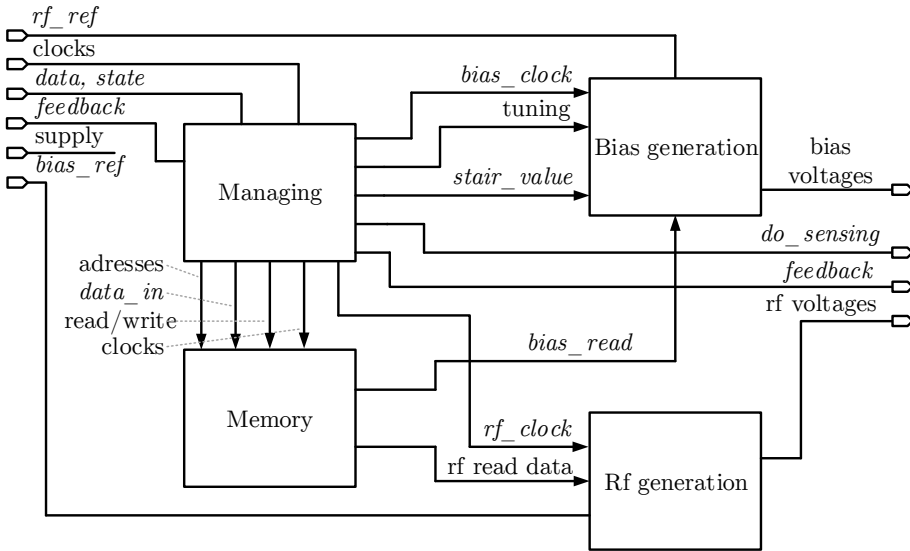 rf_ref
clocks
data, state
feedback
supply
bias_ref
bias_clock
tuning
stair_value
Managing
Bias generation
bias
voltages
do_sensing
feedback
rf voltages
adresses
data_in
read/write
clocks
bias_read
Memory
rf_clock
rf read data
Rf generation